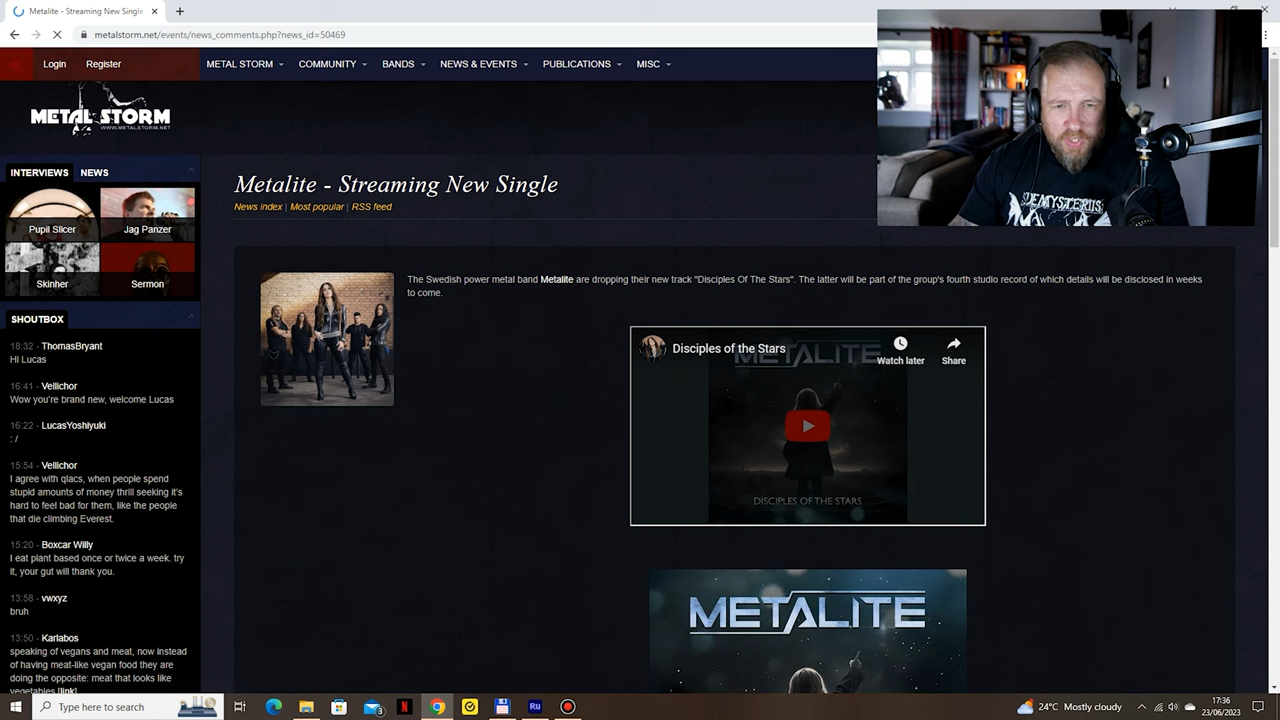 Metalite - Streaming New Single
metalstorm.net/events/news_comments.php?news_id=50469
Login
Register
METAL STORM
COMMUNITY
BANDS
NEWS & EVENTS
PUBLICATIONS
MISC
METAL STORM
WWW.METALSTORM.NET
INTERVIEWS
NEWS
Pupil Slicer
Jag Panzer
Skinher
Sermon
SHOUTBOX
18:32 - ThomasBryant
Hi Lucas
16:41 - Vellichor
Wow you're brand new, welcome Lucas
16:22 - LucasYoshiyuki
: /
15:54 - Vellichor
I agree with qlacs, when people spend
stupid amounts of money thrill seeking it's
hard to feel bad for them, like the people
that die climbing Everest.
15:20 - Boxcar Willy
I eat plant based once or twice a week. try
it, your gut will thank you.
13:58 - vwxyz
bruh
13:50 - Karlabos
speaking of vegans and meat, now instead
of having meat-like vegan food they are
doing the opposite: meat that looks like
vegetables [link]
Metalite - Streaming New Single
News index | Most popular | RSS feed
The Swedish power metal band Metalite are dropping their new track "Disciples Of The Stars". The latter will be part of the group's fourth studio record of which details will be disclosed in weeks
to come.
Disciples of the Stars
METALITE
Watch later
Share
DISCIPLES OF THE STARS
METALITE
Type here to search
3
N
Ru
24°C Mostly cloudy
17:36
23/06/2023